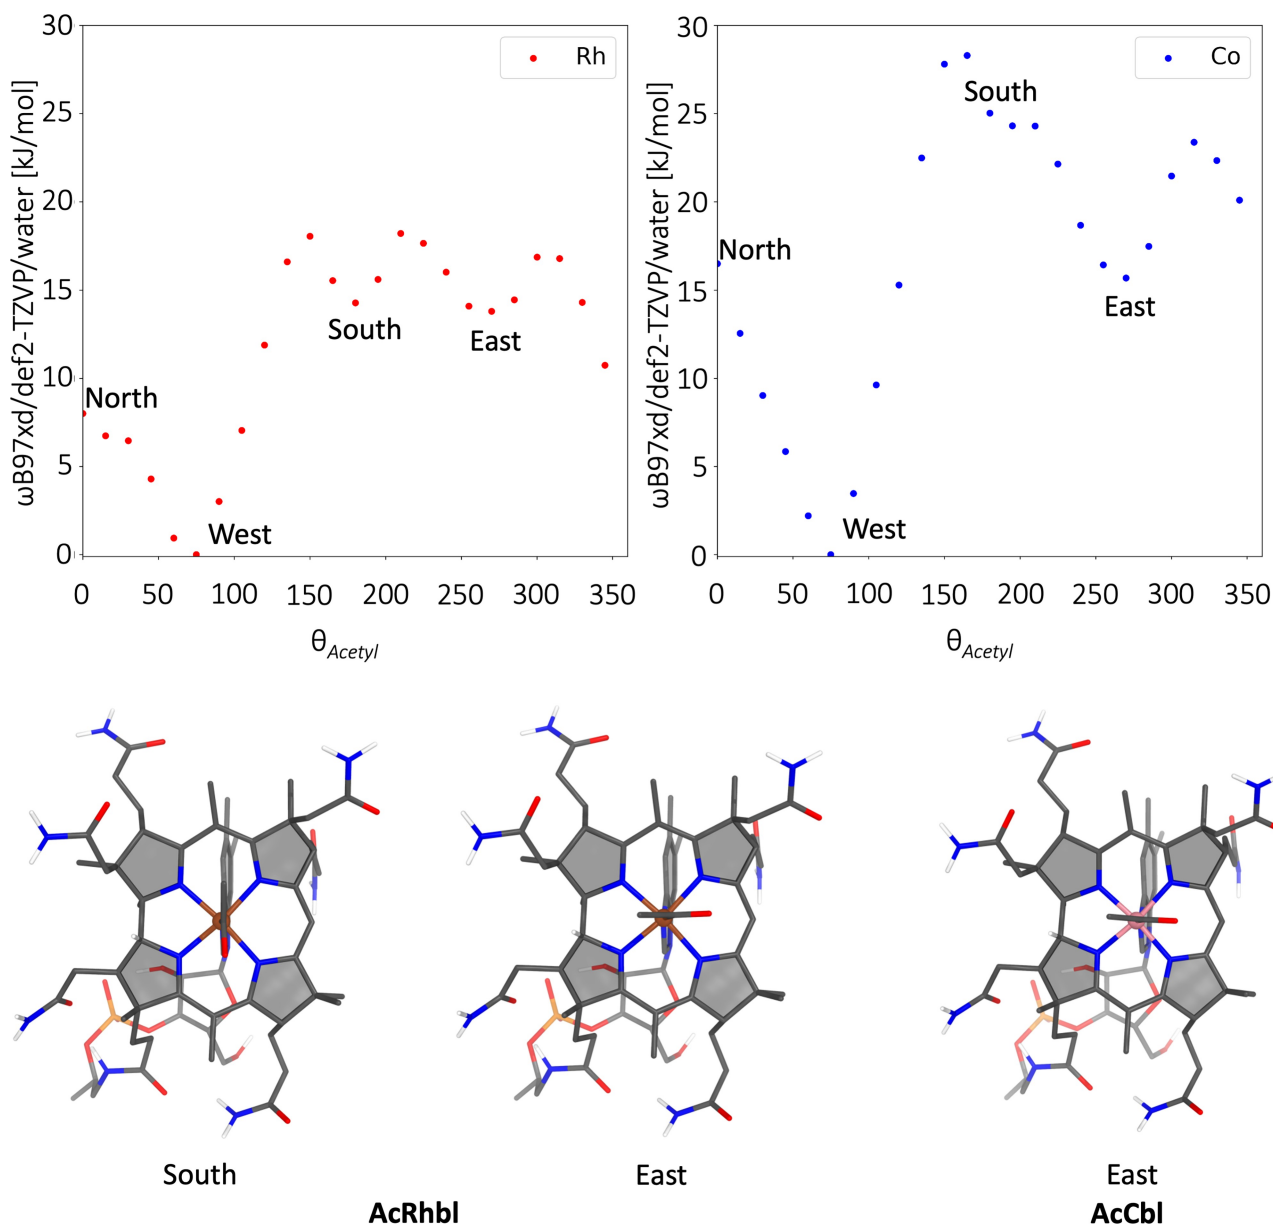 ωB97xd/def2-TZVP/water [kJ/mol]
30
25
20
15
10
5
0
Rh
North
South
East
West
0 50 100 150 200 250 300 350
θAcetyl
ωB97xd/def2-TZVP/water [kJ/mol]
30
25
20
15
10
5
0
Co
South
North
East
West
0 50 100 150 200 250 300 350
θAcetyl
South East East
AcRhbl AcCbl